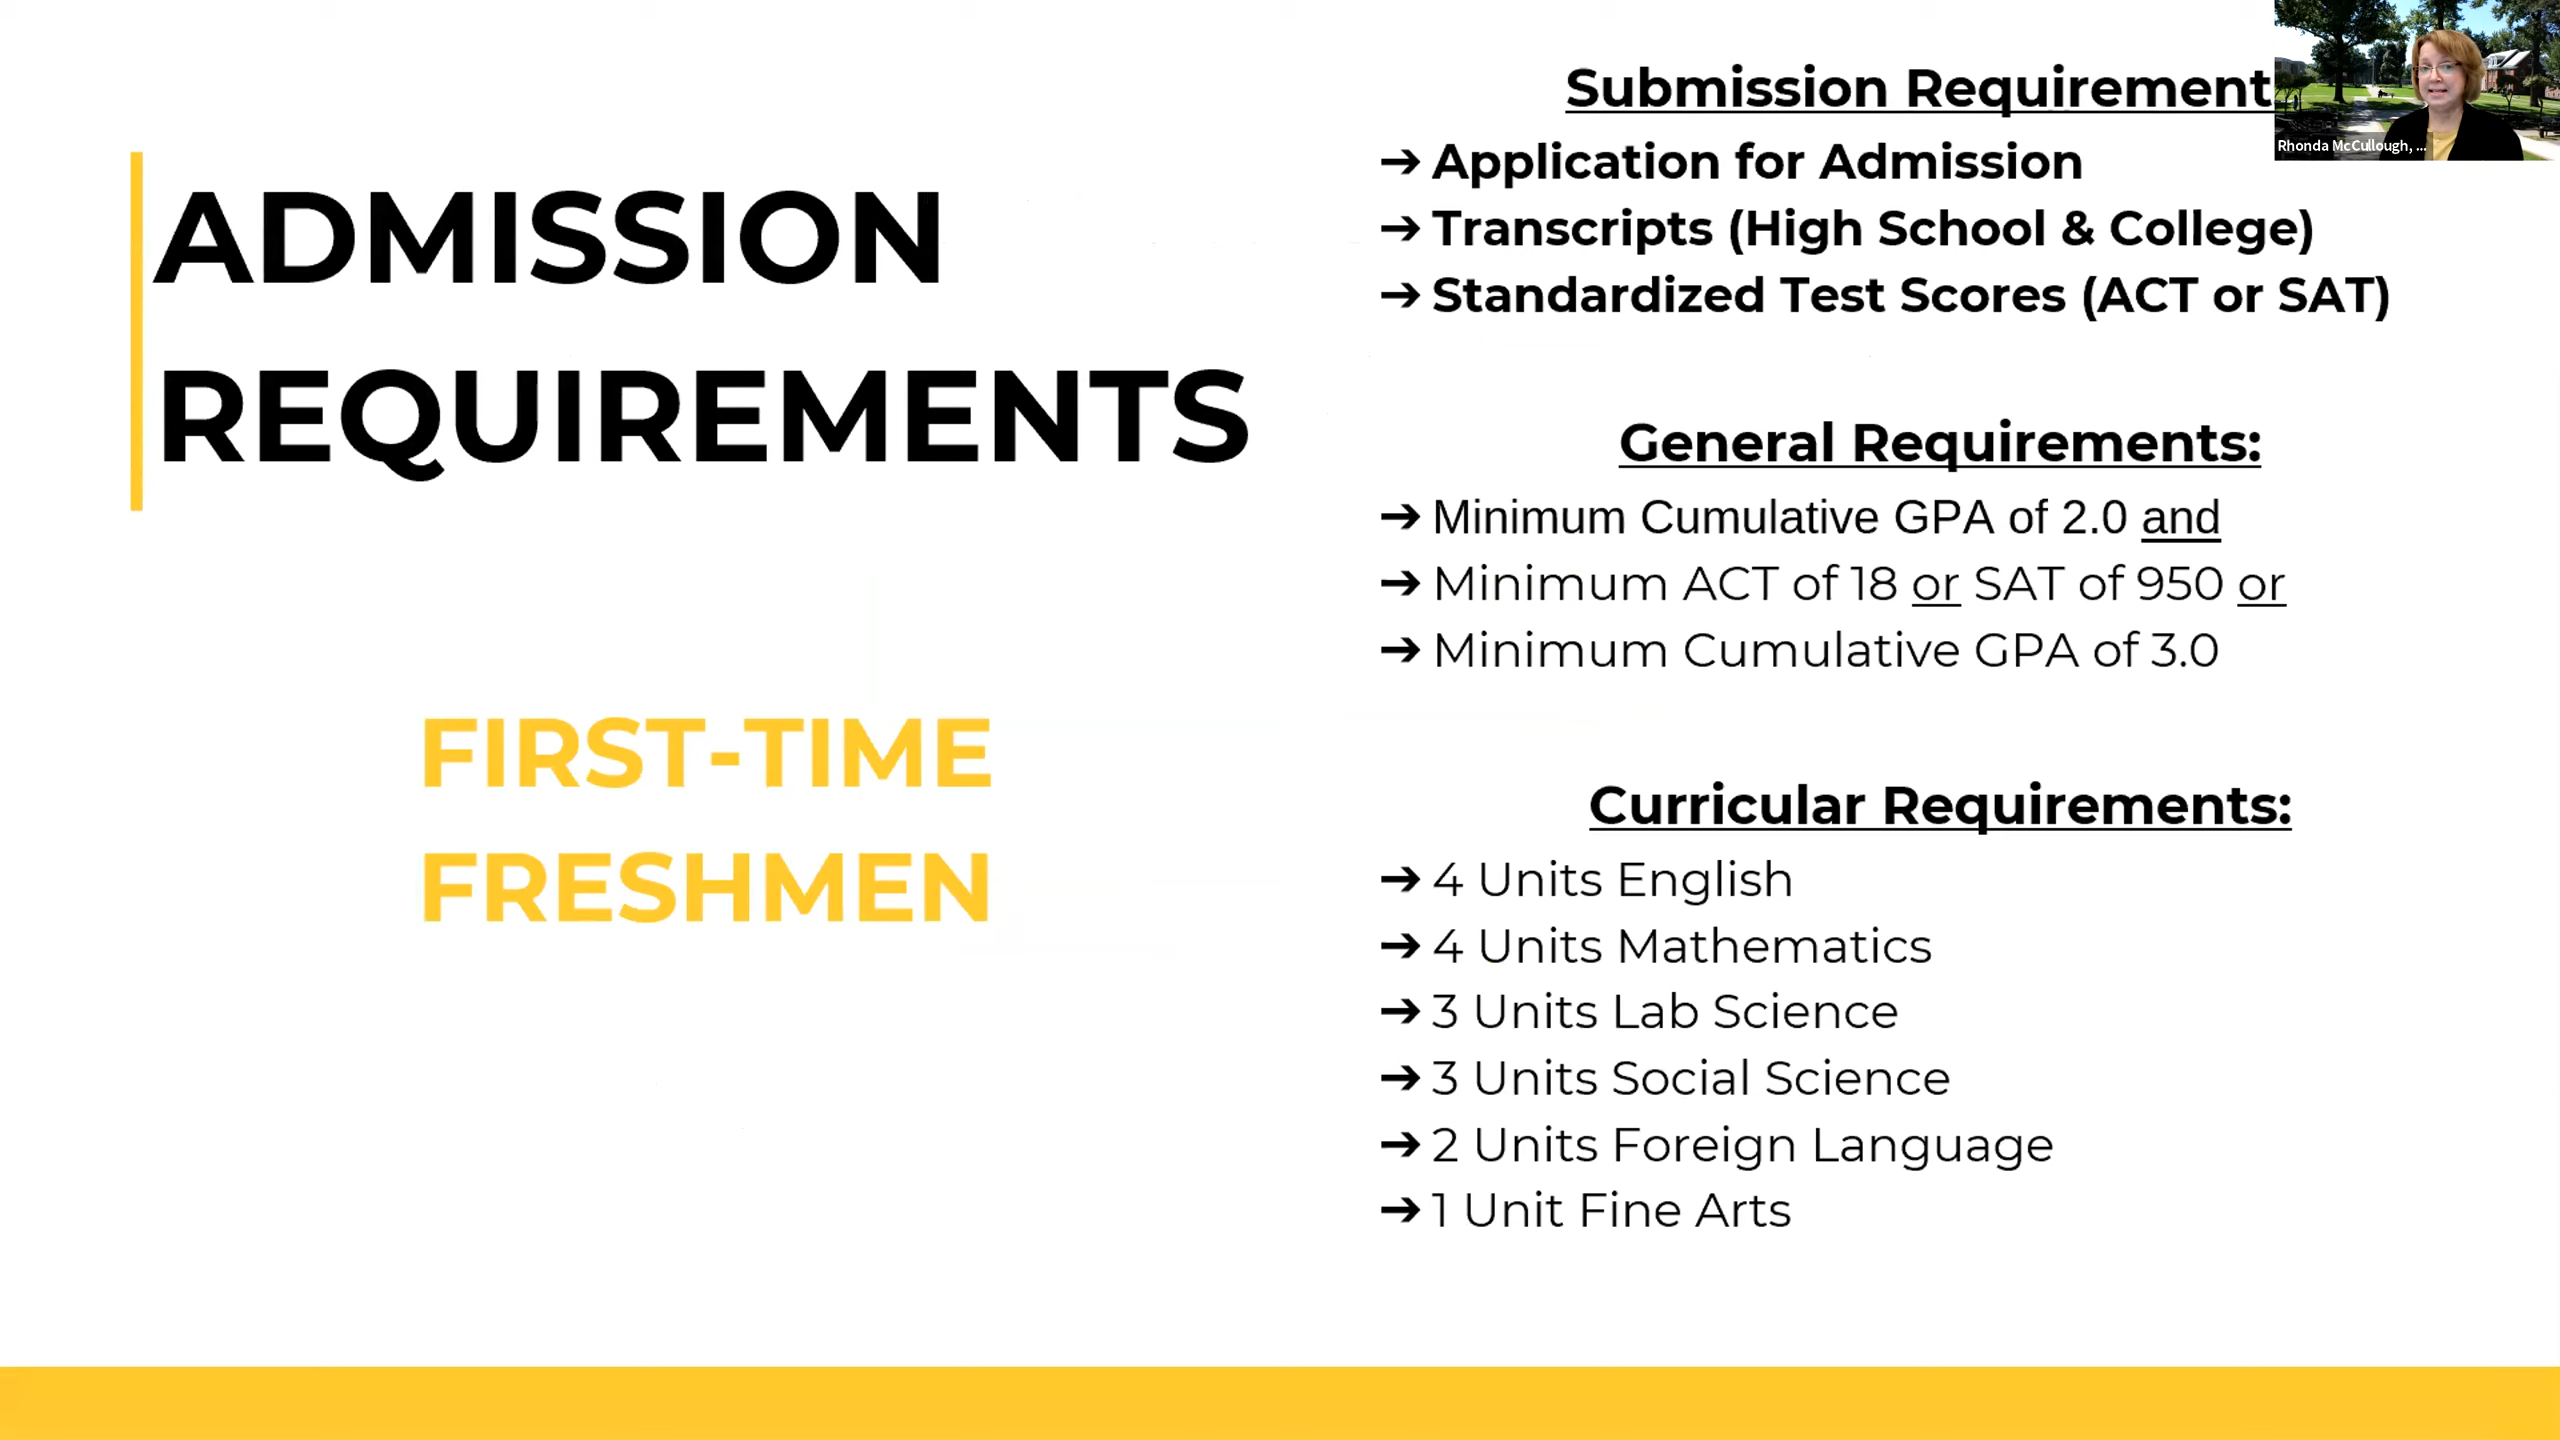 ADMISSION
REQUIREMENTS
FIRST-TIME
FRESHMEN
Submission Requirement
➔ Application for Admission
➔ Transcripts (High School & College)
➔ Standardized Test Scores (ACT or SAT)
General Requirements:
➔ Minimum Cumulative GPA of 2.0 and
➔ Minimum ACT of 18 or SAT of 950 or
➔ Minimum Cumulative GPA of 3.0
Curricular Requirements:
➔ 4 Units English
➔ 4 Units Mathematics
➔ 3 Units Lab Science
➔ 3 Units Social Science
➔ 2 Units Foreign Language
➔ 1 Unit Fine Arts
Rhonda McCullough, ...